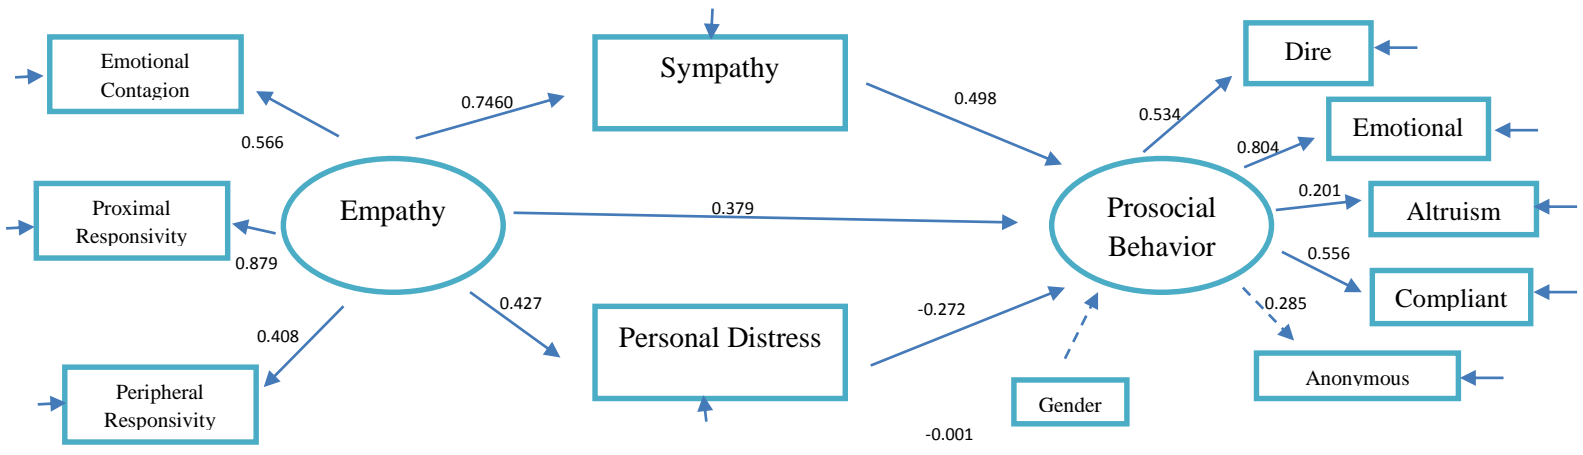 Emotional
Contagion
0.566
Proximal
Responsivity
0.879
Peripheral
Responsivity
0.408
Empathy
0.7460
0.379
0.427
Sympathy
Personal Distress
0.498
-0.272
-0.001
Gender
Prosocial
Behavior
0.534
Dire
0.804
Emotional
0.201
Altruism
0.556
Compliant
0.285
Anonymous